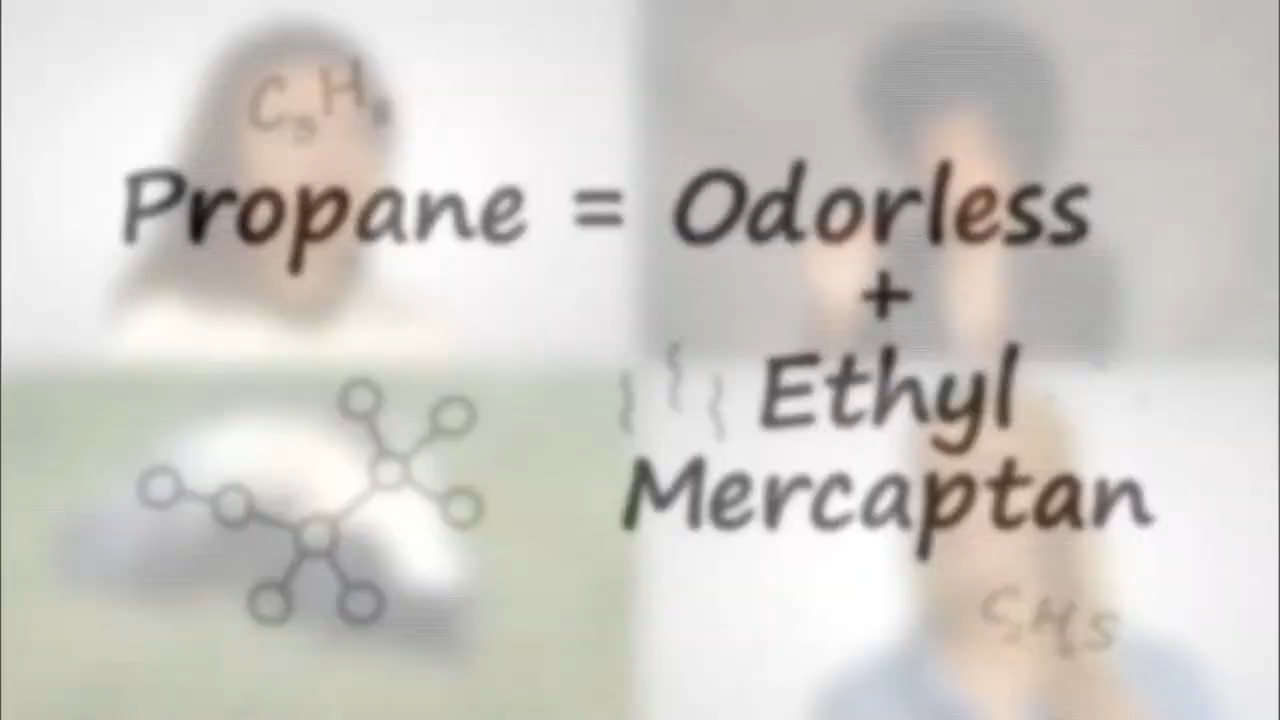 Propane = Odorless
+
Ethyl
Mercaptan